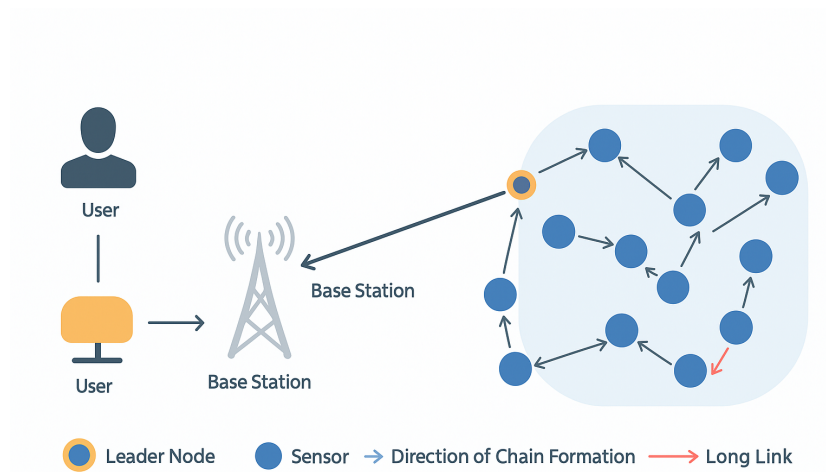 User
User
Base Station
Base Station
Leader Node
Sensor
Direction of Chain Formation
Long Link